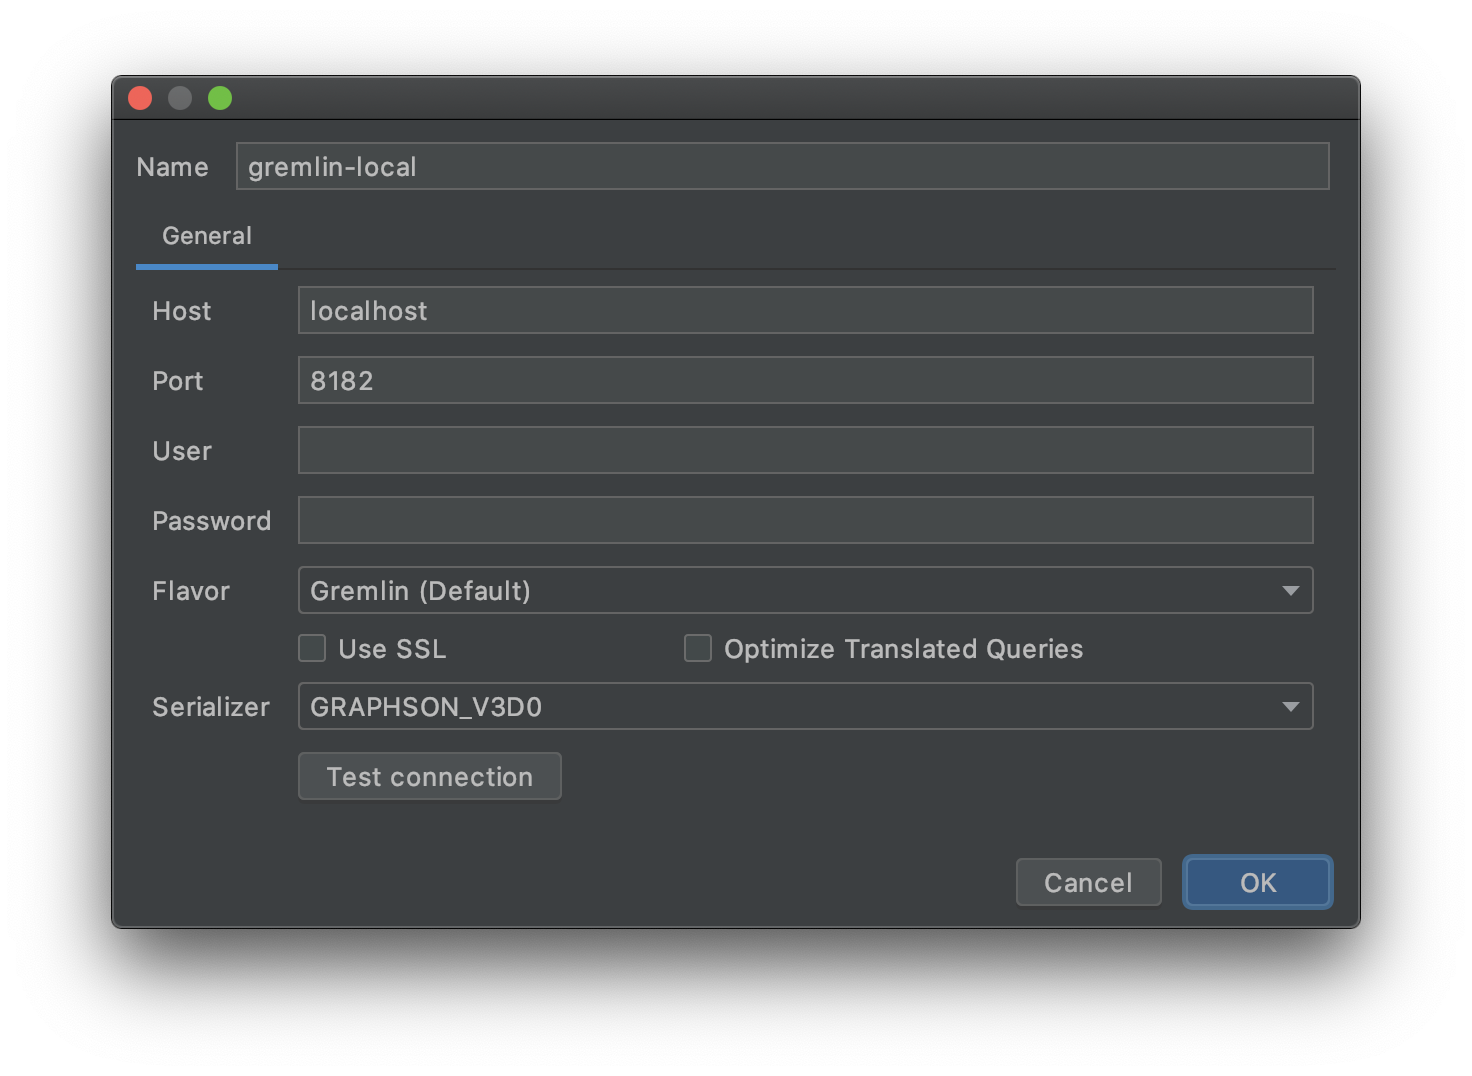 Name gremlin-local
General
Host localhost
Port 8182
User
Password
Flavor Gremlin (Default)
Use SSL Optimize Translated Queries
Serializer GRAPHSON_V3D0
Test connection
Cancel OK